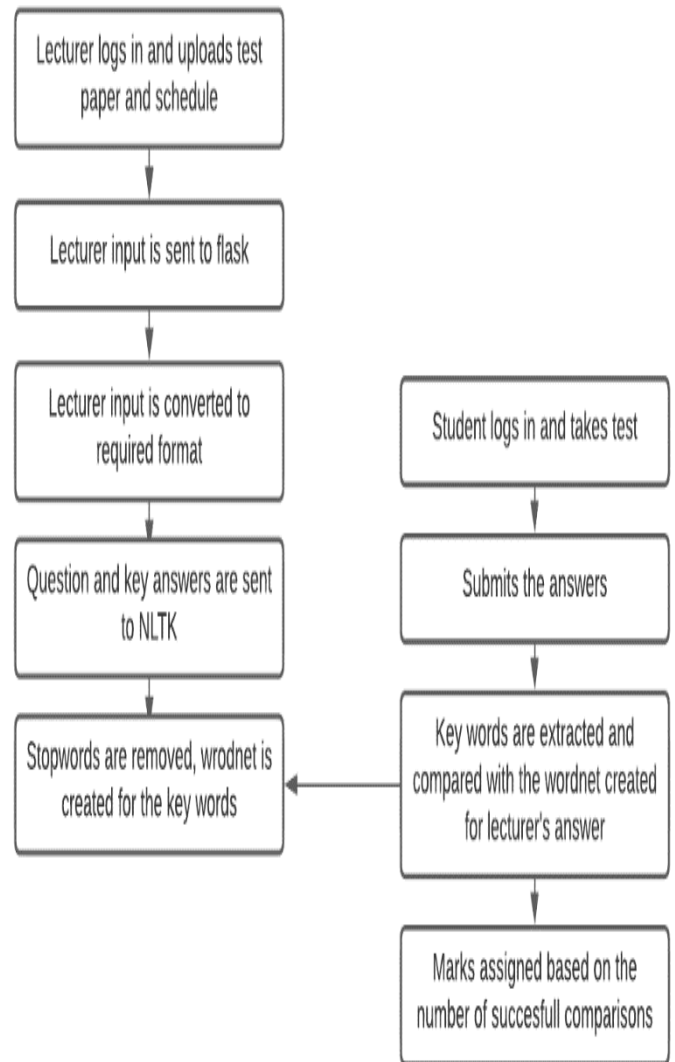 Lecturer logs in and uploads test
paper and schedule
Lecturer input is sent to flask
Lecturer input is converted to
required format
Question and key answers are sent
to NLTK
Stopwords are removed, wrodnet is
created for the key words
Student logs in and takes test
Submits the answers
Key words are extracted and
compared with the wordnet created
for lecturer's answer
Marks assigned based on the
number of succesfull comparisons